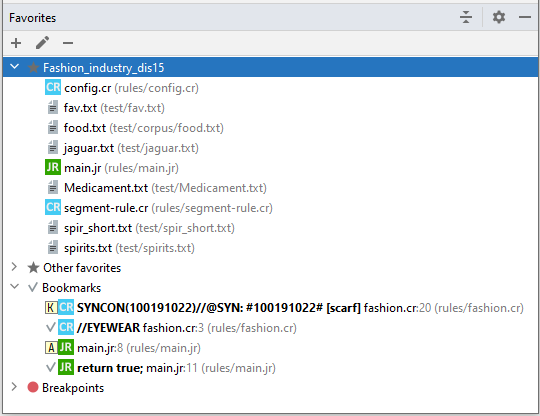 Favorites
Fashion_industry_dis15
CR config.cr (rules/config.cr)
fav.txt (test/fav.txt)
food.txt (test/corpus/food.txt)
jaguar.txt (test/jaguar.txt)
JR main.jr (rules/main.jr)
Medicament.txt (test/Medicament.txt)
CR segment-rule.cr (rules/segment-rule.cr)
spir_short.txt (test/spir_short.txt)
spirits.txt (test/spirits.txt)
Other favorites
Bookmarks
K CR SYNCON(100191022)//@SYN: #100191022# [scarf] fashion.cr:20 (rules/fashion.cr)
CR //EYEWEAR fashion.cr:3 (rules/fashion.cr)
A JR main.jr:8 (rules/main.jr)
JR return true; main.jr:11 (rules/main.jr)
Breakpoints